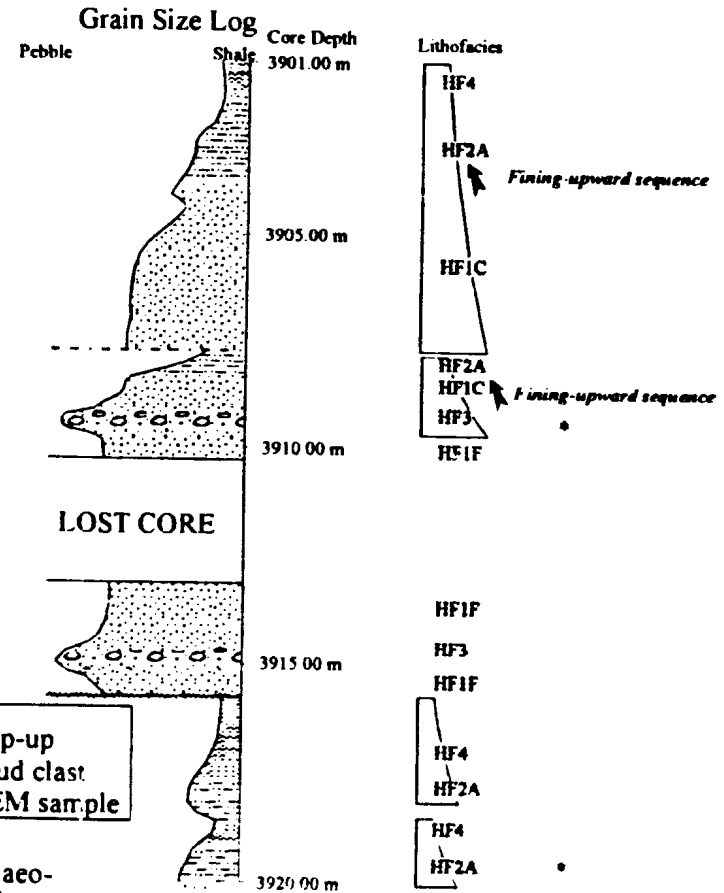 Grain Size Log
Pebble
Shale
Core Depth
3901.00 m
Lithofacies
HF4
HF2A
Fining-upward sequence
3905.00 m
HF1C
HF2A
HF1C
Fining-upward sequence
HF3
*
3910 00 m
HF1F
LOST CORE
HF1F
HF3
3915 00 m
HF1F
p-up
ud clast
EM sample
HF4
HF2A
HF4
HF2A
*
aeo-
3920 00 m